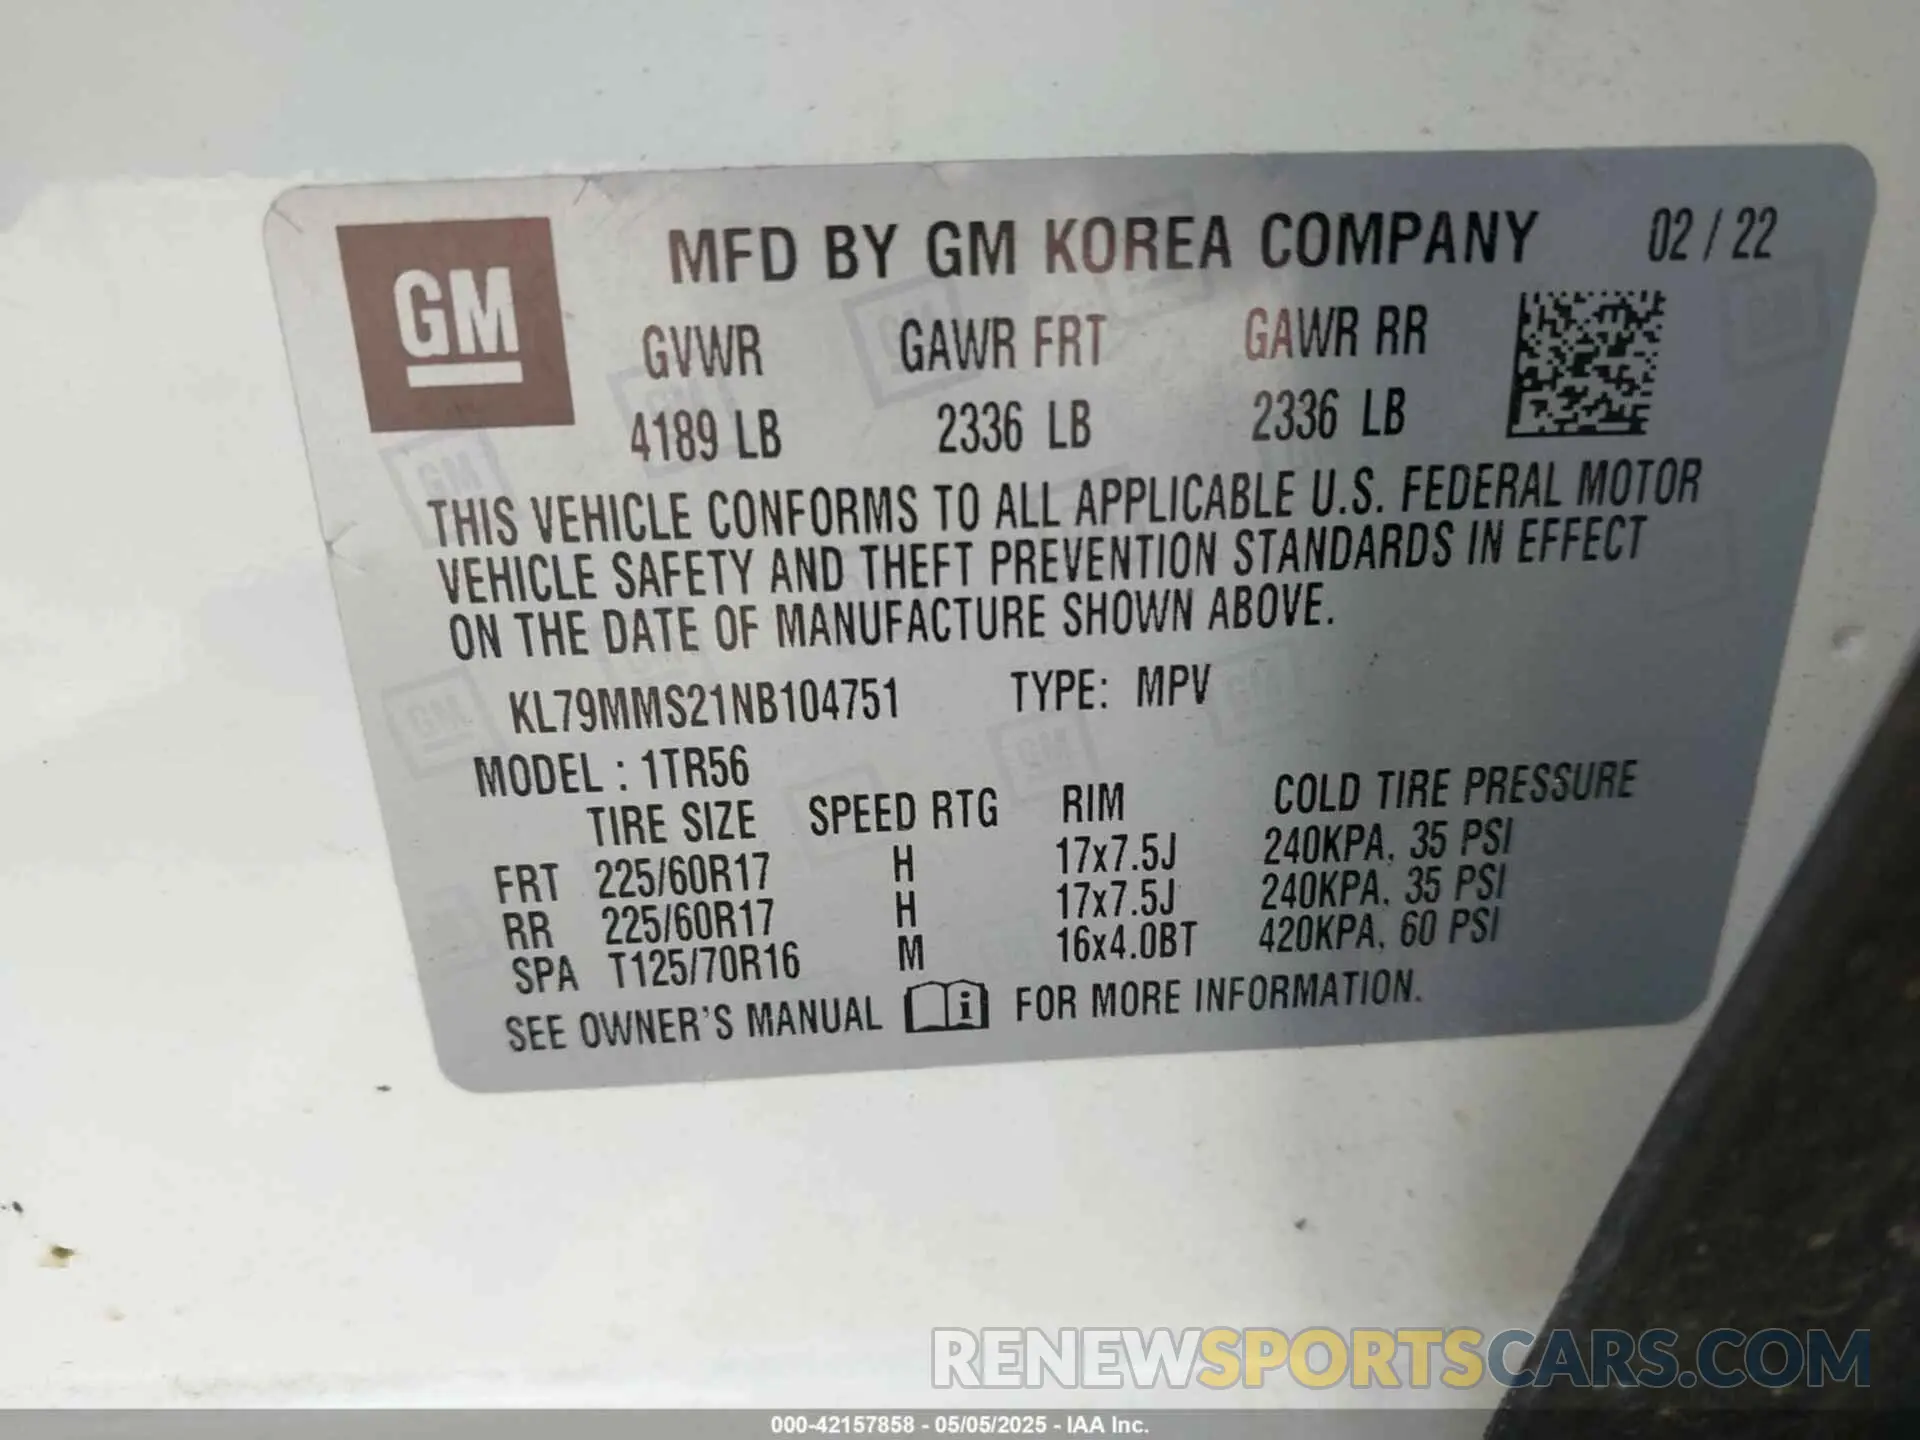 GM MFD BY GM KOREA COMPANY 02 / 22
GVWR GAWR FRT GAWR RR
4189 LB 2336 LB 2336 LB
THIS VEHICLE CONFORMS TO ALL APPLICABLE U.S. FEDERAL MOTOR
VEHICLE SAFETY AND THEFT PREVENTION STANDARDS IN EFFECT
ON THE DATE OF MANUFACTURE SHOWN ABOVE.
KL79MMS21NB104751 TYPE: MPV
MODEL : 1TR56
TIRE SIZE SPEED RTG RIM COLD TIRE PRESSURE
FRT 225/60R17 H 17x7.5J 240KPA, 35 PSI
RR 225/60R17 H 17x7.5J 240KPA, 35 PSI
SPA T125/70R16 M 16x4.0BT 420KPA, 60 PSI
SEE OWNER'S MANUAL i FOR MORE INFORMATION.
RENEWSPORTSCARS.COM
000-42157858 - 05/05/2025 - IAA Inc.